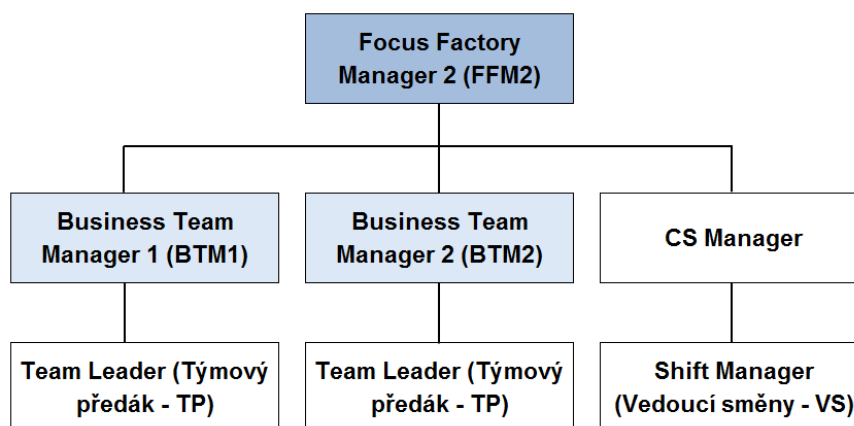 Focus Factory
Manager 2 (FFM2)
Business Team
Manager 1 (BTM1)
Business Team
Manager 2 (BTM2)
CS Manager
Team Leader (Týmový
předák - TP)
Team Leader (Týmový
předák - TP)
Shift Manager
(Vedoucí směny - VS)